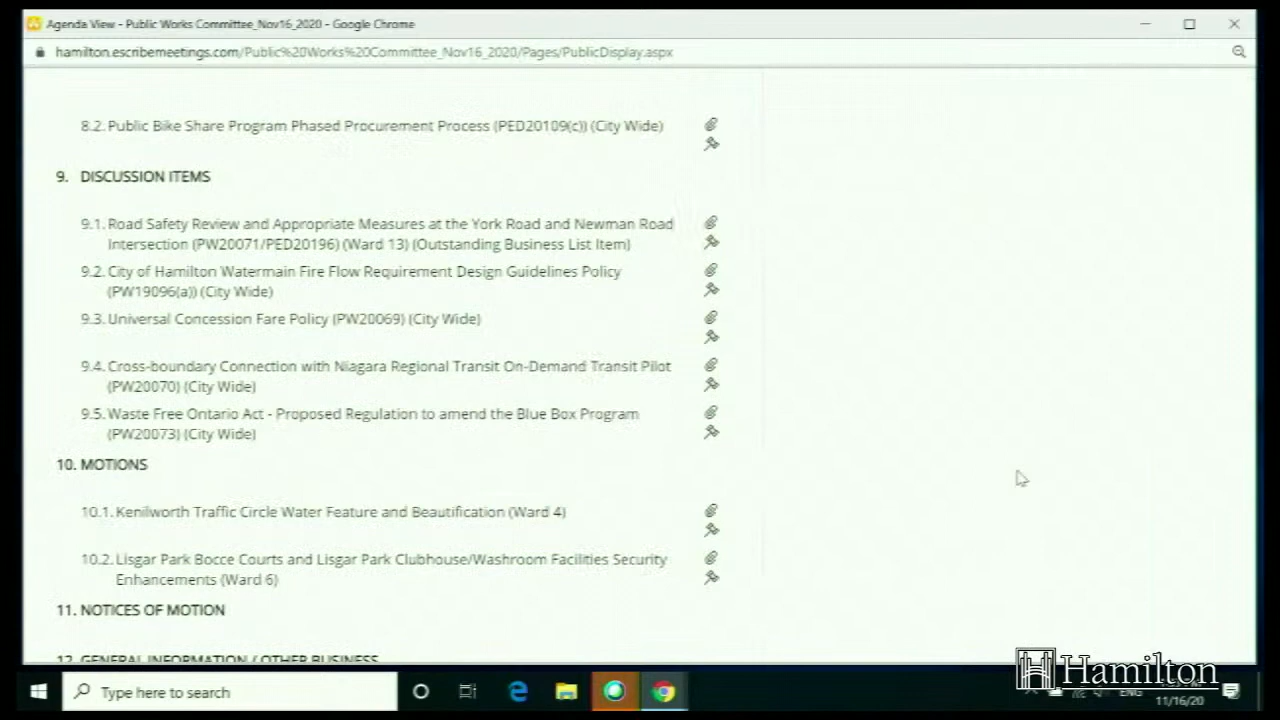 Agenda View - Public Works Committee_Nov16_2020 - Google Chrome
hamilton.escribemeetings.com/Public%20Works%20Committee_Nov16_2020/Pages/PublicDisplay.aspx
8.2. Public Bike Share Program Phased Procurement Process (PED20109(c)) (City Wide)
9. DISCUSSION ITEMS
9.1. Road Safety Review and Appropriate Measures at the York Road and Newman Road
Intersection (PW20071/PED20196) (Ward 13) (Outstanding Business List Item)
9.2. City of Hamilton Watermain Fire Flow Requirement Design Guidelines Policy
(PW19096(a)) (City Wide)
9.3. Universal Concession Fare Policy (PW20069) (City Wide)
9.4. Cross-boundary Connection with Niagara Regional Transit On-Demand Transit Pilot
(PW20070) (City Wide)
9.5. Waste Free Ontario Act - Proposed Regulation to amend the Blue Box Program
(PW20073) (City Wide)
10. MOTIONS
10.1. Kenilworth Traffic Circle Water Feature and Beautification (Ward 4)
10.2. Lisgar Park Bocce Courts and Lisgar Park Clubhouse/Washroom Facilities Security
Enhancements (Ward 6)
11. NOTICES OF MOTION
12. GENERAL INFORMATION / OTHER BUSINESS
Hamilton
Type here to search
ENG
11/16/20